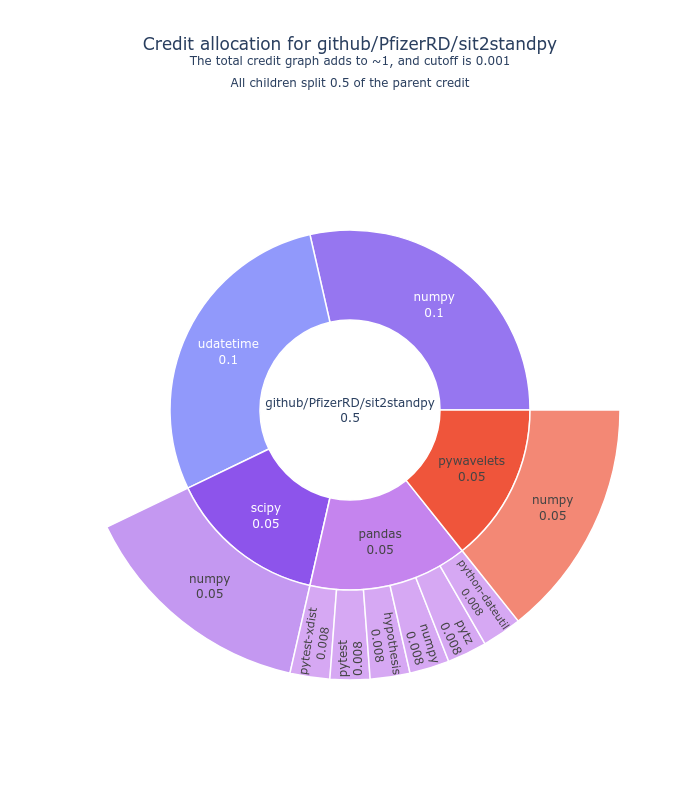 Credit allocation for github/PfizerRD/sit2standpy
The total credit graph adds to ~1, and cutoff is 0.001
All children split 0.5 of the parent credit
numpy
0.1
udatetime
0.1
github/PfizerRD/sit2standpy
0.5
pywavelets
0.05
numpy
0.05
scipy
0.05
pandas
0.05
numpy
0.05
pytest-xdist
0.008
pytest
0.008
hypothesis
0.008
numpy
0.008
pytz
0.008
python-dateutil
0.008